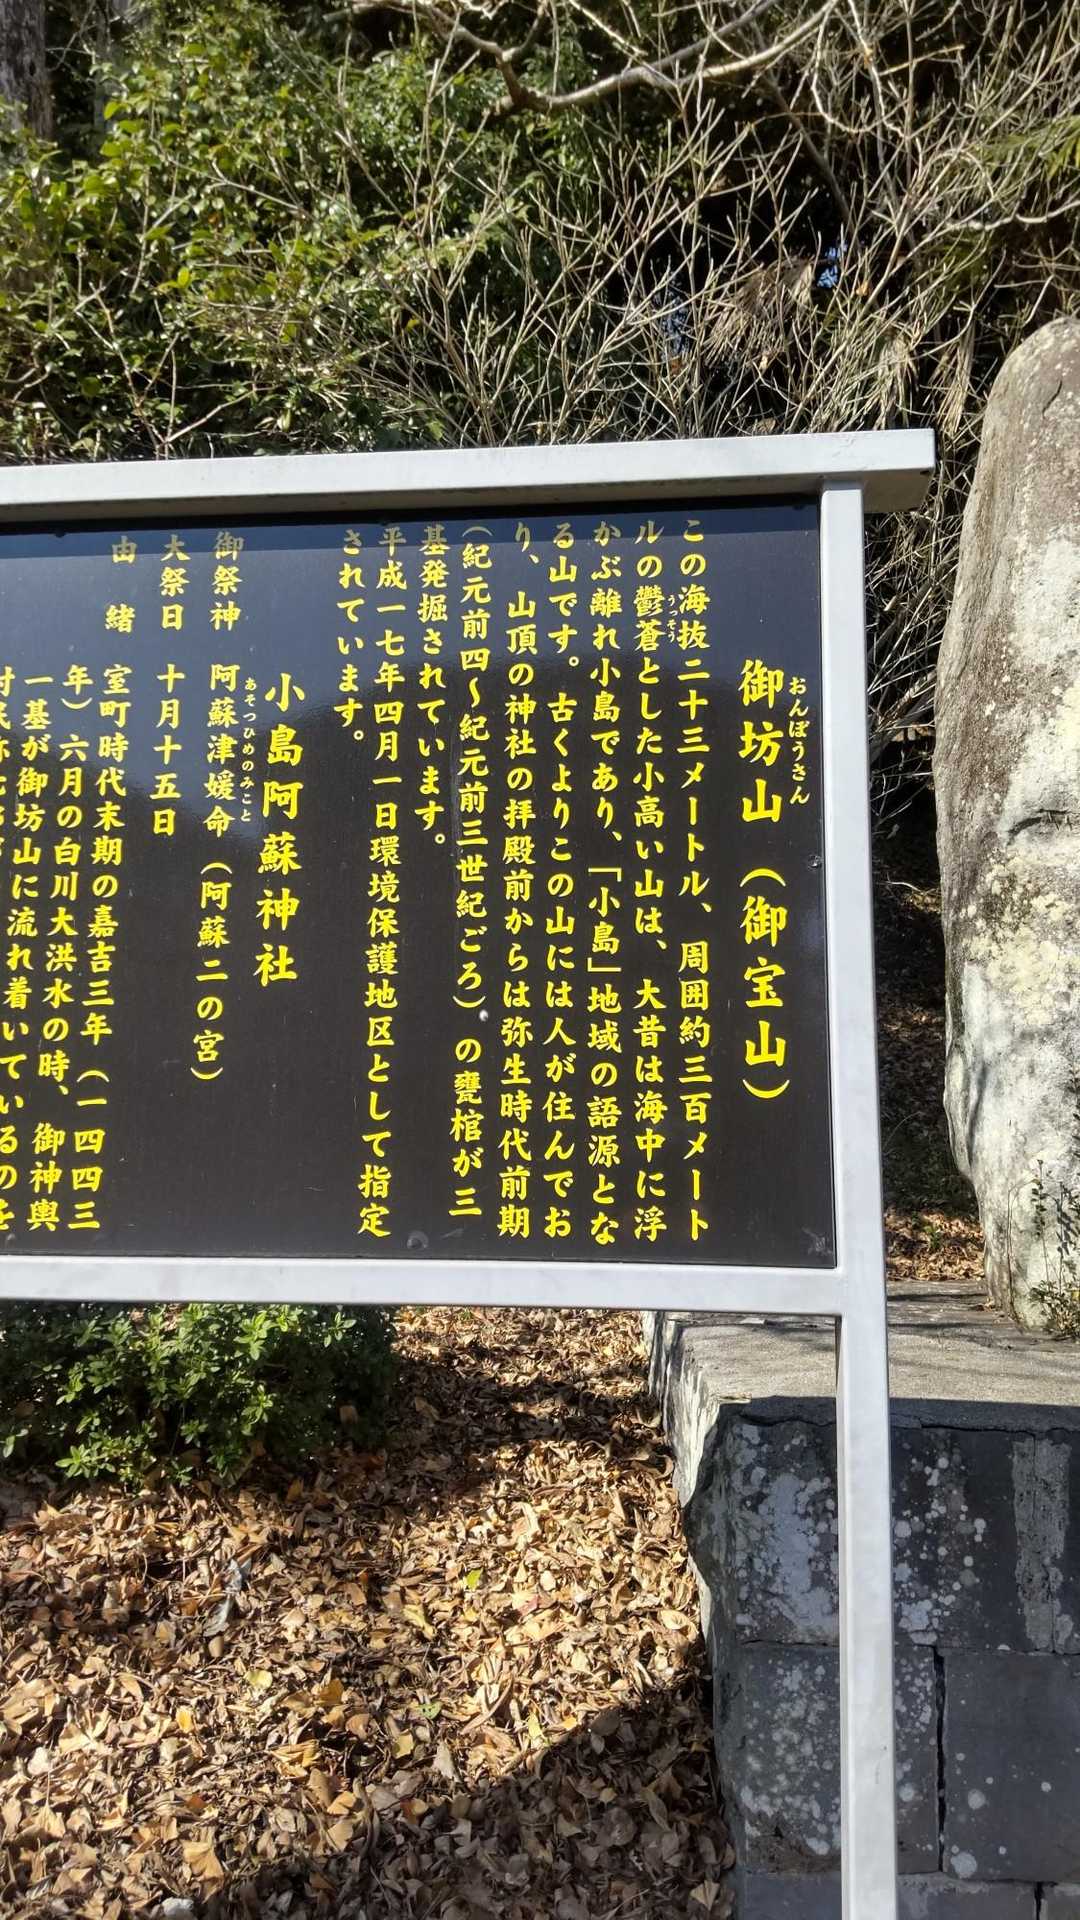 御坊山（御宝山）
おんぼうさん
この海抜二十三メートル、周囲約三百メート
ルの鬱蒼とした小高い山は、大昔は海中に浮
うっそう
かぶ離れ小島であり、「小島」地域の語源とな
る山です。古くよりこの山には人が住んでお
り、山頂の神社の拝殿前からは弥生時代前期
（紀元前四〜紀元前三世紀ごろ）の甕棺が三
基発掘されています。
平成一七年四月一日環境保護地区として指定
されています。
小島阿蘇神社
あそつひめのみこと
御祭神　阿蘇津媛命（阿蘇二の宮）
大祭日　十月十五日
由　緒　室町時代末期の嘉吉三年（一四四三
年）六月の白川大洪水の時、御神輿
一基が御坊山に流れ着いているのを